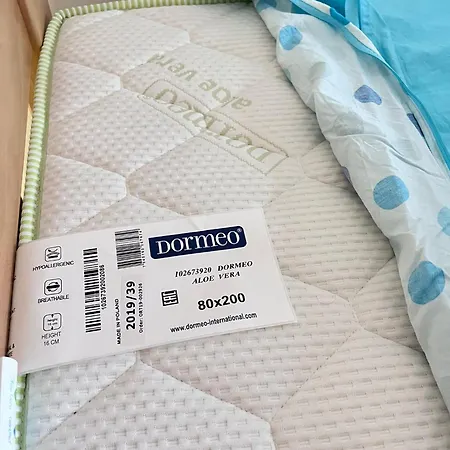 Dormeo
aloe vera
DORMEO
102673920 DORMEO
ALOE VERA
80x200
www.dormeo-international.com
HYPOALLERGENIC
BREATHABLE
HEIGHT
16 CM
MADE IN POLAND
2019/39